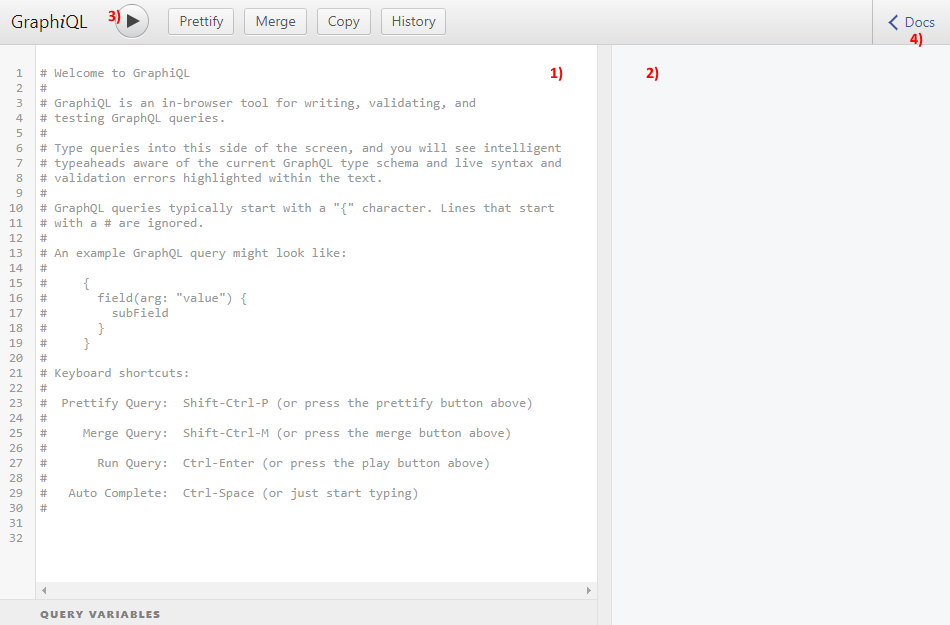 GraphiQL 3) Prettify Merge Copy History Docs
4)
1) 2)
1 # Welcome to GraphiQL
2 #
3 # GraphiQL is an in-browser tool for writing, validating, and
4 # testing GraphQL queries.
5 #
6 # Type queries into this side of the screen, and you will see intelligent
7 # typeaheads aware of the current GraphQL type schema and live syntax and
8 # validation errors highlighted within the text.
9 #
10 # GraphQL queries typically start with a "{" character. Lines that start
11 # with a # are ignored.
12 #
13 # An example GraphQL query might look like:
14 #
15 #     {
16 #       field(arg: "value") {
17 #         subField
18 #       }
19 #     }
20 #
21 # Keyboard shortcuts:
22 #
23 #  Prettify Query:  Shift-Ctrl-P (or press the prettify button above)
24 #
25 #     Merge Query:  Shift-Ctrl-M (or press the merge button above)
26 #
27 #       Run Query:  Ctrl-Enter (or press the play button above)
28 #
29 #   Auto Complete:  Ctrl-Space (or just start typing)
30 #
31
32
QUERY VARIABLES